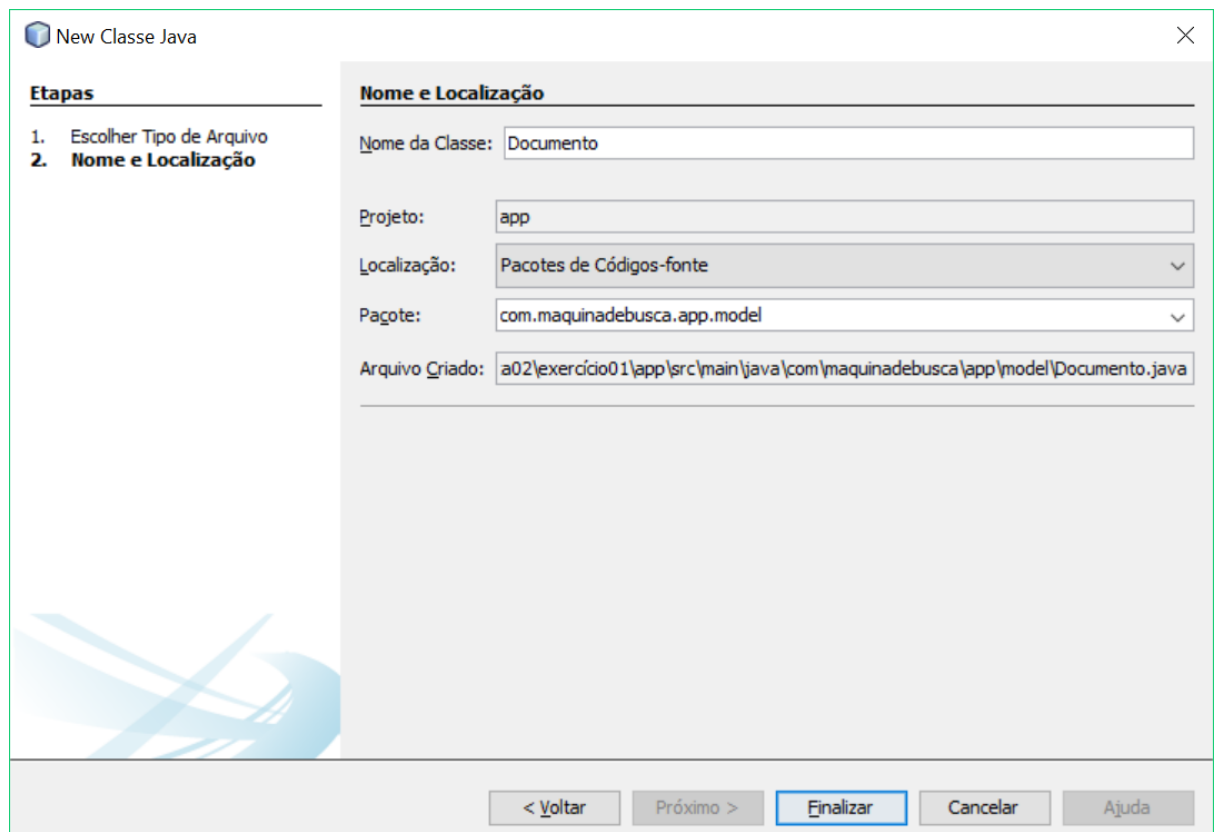 New Classe Java
Etapas
1. Escolher Tipo de Arquivo
2. Nome e Localização
Nome e Localização
Nome da Classe: Documento
Projeto: app
Localização: Pacotes de Códigos-fonte
Pacote: com.maquinadebusca.app.model
Arquivo Criado: a02\exercício01\app\src\main\java\com\maquinadebusca\app\model\Documento.java
< Voltar Próximo > Finalizar Cancelar Ajuda